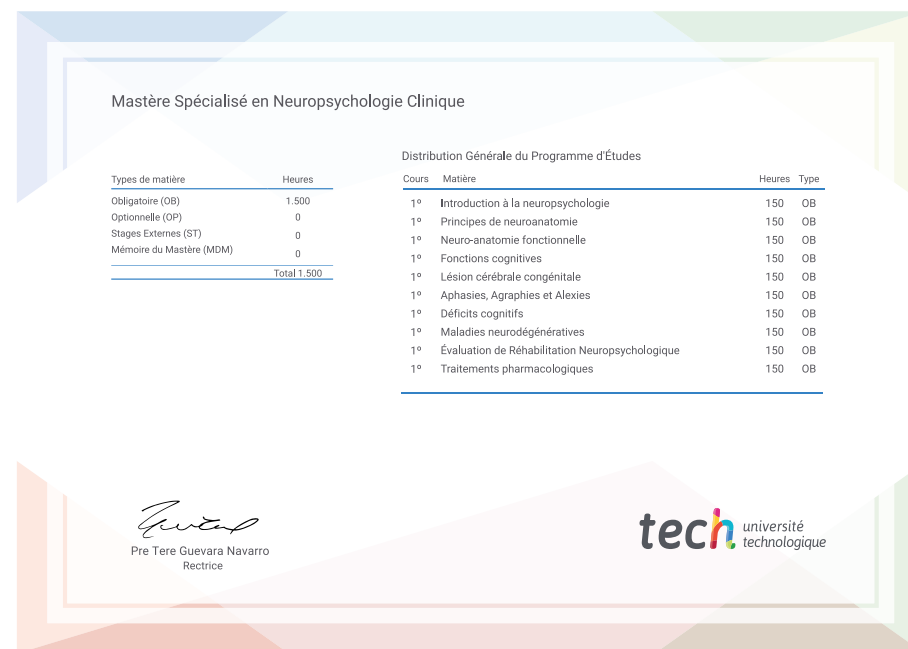 Mastère Spécialisé en Neuropsychologie Clinique
Types de matière Heures
Obligatoire (OB) 1.500
Optionnelle (OP) 0
Stages Externes (ST) 0
Mémoire du Mastère (MDM) 0
Total 1.500
Distribution Générale du Programme d'Études
Cours Matière Heures Type
1º Introduction à la neuropsychologie 150 OB
1º Principes de neuroanatomie 150 OB
1º Neuro-anatomie fonctionnelle 150 OB
1º Fonctions cognitives 150 OB
1º Lésion cérébrale congénitale 150 OB
1º Aphasies, Agraphies et Alexies 150 OB
1º Déficits cognitifs 150 OB
1º Maladies neurodégénératives 150 OB
1º Évaluation de Réhabilitation Neuropsychologique 150 OB
1º Traitements pharmacologiques 150 OB
Pre Tere Guevara Navarro
Rectrice
tech université
technologique